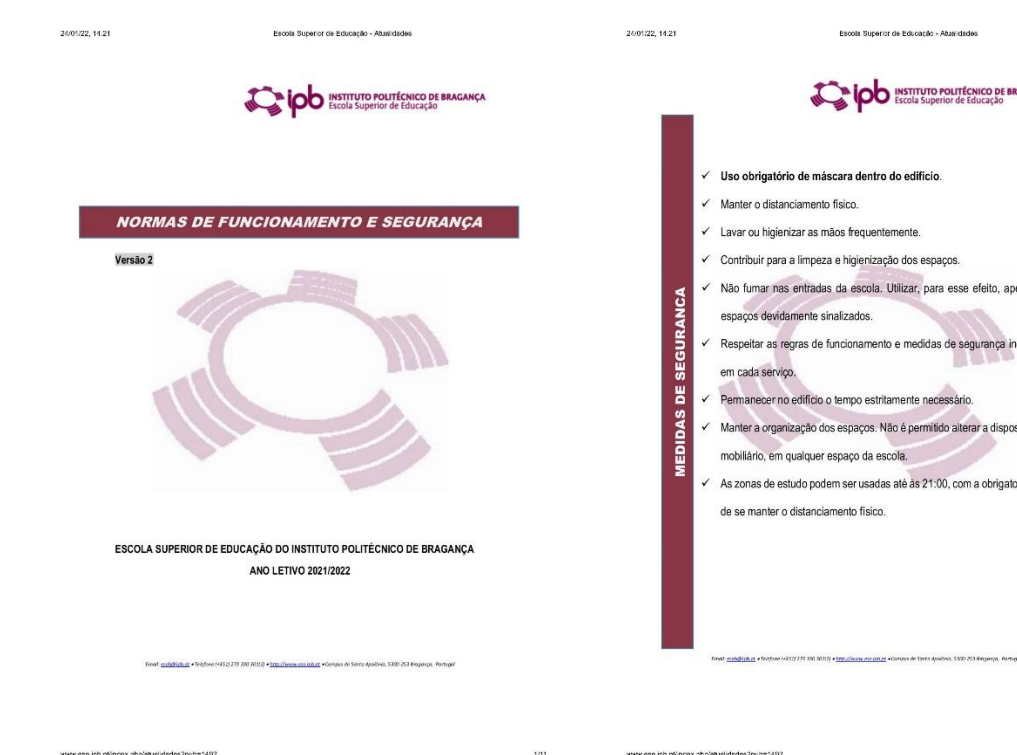 24/01/22, 14:21
Escola Superior de Educação - Atualidades
ipb INSTITUTO POLITÉCNICO DE BRAGANÇA
Escola Superior de Educação
NORMAS DE FUNCIONAMENTO E SEGURANÇA
Versão 2
ESCOLA SUPERIOR DE EDUCAÇÃO DO INSTITUTO POLITÉCNICO DE BRAGANÇA
ANO LETIVO 2021/2022
1/11
24/01/22, 14:21
Escola Superior de Educação - Atualidades
ipb INSTITUTO POLITÉCNICO DE BR
Escola Superior de Educação
MEDIDAS DE SEGURANCA
✓ Uso obrigatório de máscara dentro do edifício.
✓ Manter o distanciamento físico.
✓ Lavar ou higienizar as mãos frequentemente.
✓ Contribuir para a limpeza e higienização dos espaços.
✓ Não fumar nas entradas da escola. Utilizar, para esse efeito, ape
espaços devidamente sinalizados.
✓ Respeitar as regras de funcionamento e medidas de segurança in
em cada serviço.
✓ Permanecer no edifício o tempo estritamente necessário.
✓ Manter a organização dos espaços. Não é permitido alterar a dispos
mobiliário, em qualquer espaço da escola.
✓ As zonas de estudo podem ser usadas até às 21:00, com a obrigato
de se manter o distanciamento físico.